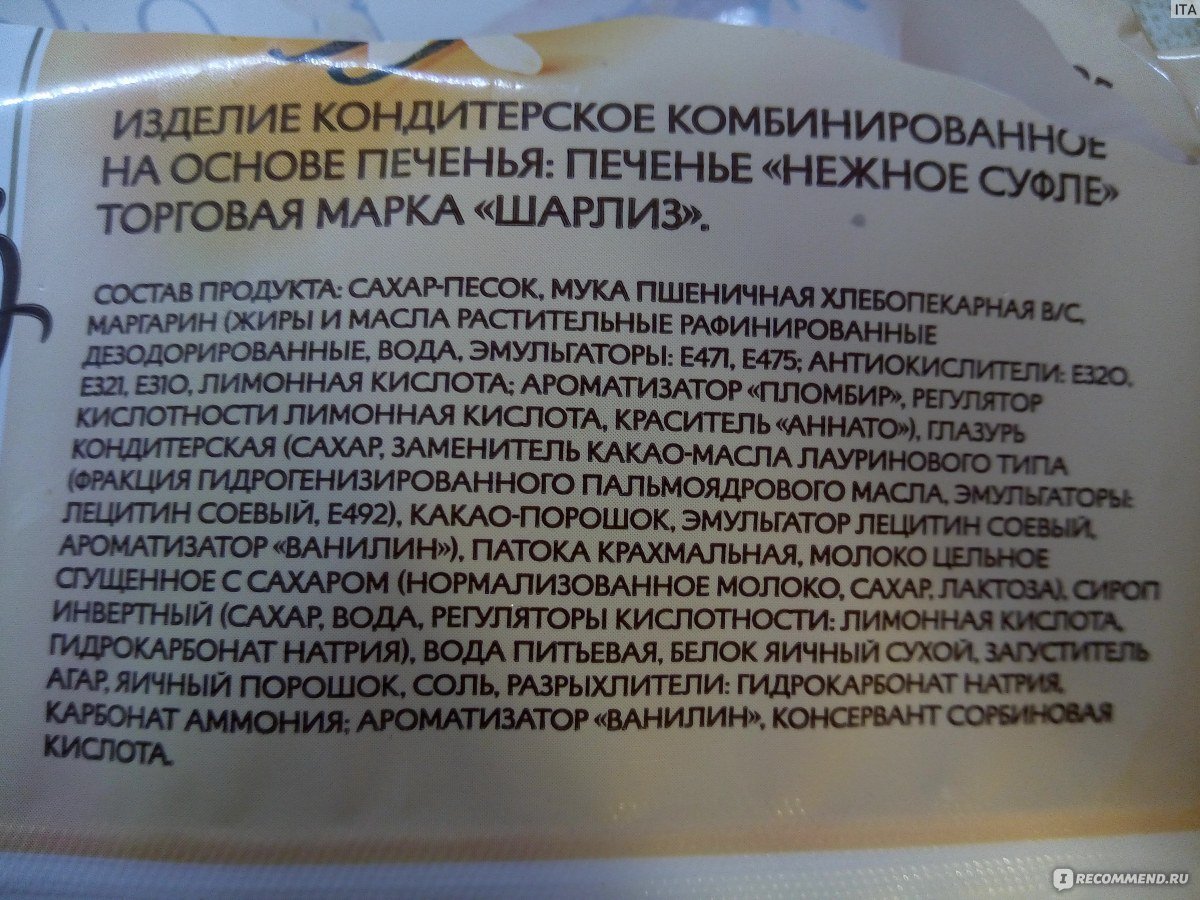 ITA
ИЗДЕЛИЕ КОНДИТЕРСКОЕ КОМБИНИРОВАННОЕ
НА ОСНОВЕ ПЕЧЕНЬЯ: ПЕЧЕНЬЕ «НЕЖНОЕ СУФЛЕ»
ТОРГОВАЯ МАРКА «ШАРЛИЗ».
СОСТАВ ПРОДУКТА: САХАР-ПЕСОК, МУКА ПШЕНИЧНАЯ ХЛЕБОПЕКАРНАЯ В/С,
МАРГАРИН (ЖИРЫ И МАСЛА РАСТИТЕЛЬНЫЕ РАФИНИРОВАННЫЕ
ДЕЗОДОРИРОВАННЫЕ, ВОДА, ЭМУЛЬГАТОРЫ: Е471, Е475; АНТИОКИСЛИТЕЛИ: Е320,
Е321, Е310, ЛИМОННАЯ КИСЛОТА; АРОМАТИЗАТОР «ПЛОМБИР», РЕГУЛЯТОР
КИСЛОТНОСТИ ЛИМОННАЯ КИСЛОТА, КРАСИТЕЛЬ «АННАТО»), ГЛАЗУРЬ
КОНДИТЕРСКАЯ (САХАР, ЗАМЕНИТЕЛЬ КАКАО-МАСЛА ЛАУРИНОВОГО ТИПА
(ФРАКЦИЯ ГИДРОГЕНИЗИРОВАННОГО ПАЛЬМОЯДРОВОГО МАСЛА, ЭМУЛЬГАТОРЫ:
ЛЕЦИТИН СОЕВЫЙ, Е492), КАКАО-ПОРОШОК, ЭМУЛЬГАТОР ЛЕЦИТИН СОЕВЫЙ,
АРОМАТИЗАТОР «ВАНИЛИН»), ПАТОКА КРАХМАЛЬНАЯ, МОЛОКО ЦЕЛЬНОЕ
СГУЩЕННОЕ С САХАРОМ (НОРМАЛИЗОВАННОЕ МОЛОКО, САХАР, ЛАКТОЗА), СИРОП
ИНВЕРТНЫЙ (САХАР, ВОДА, РЕГУЛЯТОРЫ КИСЛОТНОСТИ: ЛИМОННАЯ КИСЛОТА,
ГИДРОКАРБОНАТ НАТРИЯ), ВОДА ПИТЬЕВАЯ, БЕЛОК ЯИЧНЫЙ СУХОЙ, ЗАГУСТИТЕЛЬ
АГАР, ЯИЧНЫЙ ПОРОШОК, СОЛЬ, РАЗРЫХЛИТЕЛИ: ГИДРОКАРБОНАТ НАТРИЯ,
КАРБОНАТ АММОНИЯ; АРОМАТИЗАТОР «ВАНИЛИН», КОНСЕРВАНТ СОРБИНОВАЯ
КИСЛОТА.
IRECOMMEND.RU